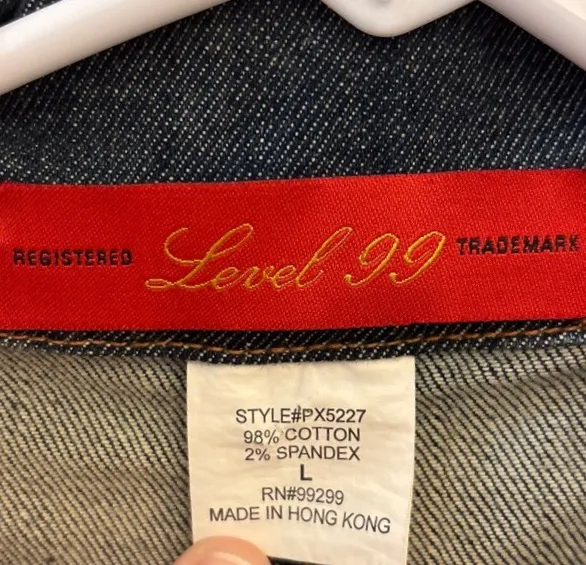 REGISTERED Level 99 TRADEMARK
STYLE#PX5227
98% COTTON
2% SPANDEX
L
RN#99299
MADE IN HONG KONG